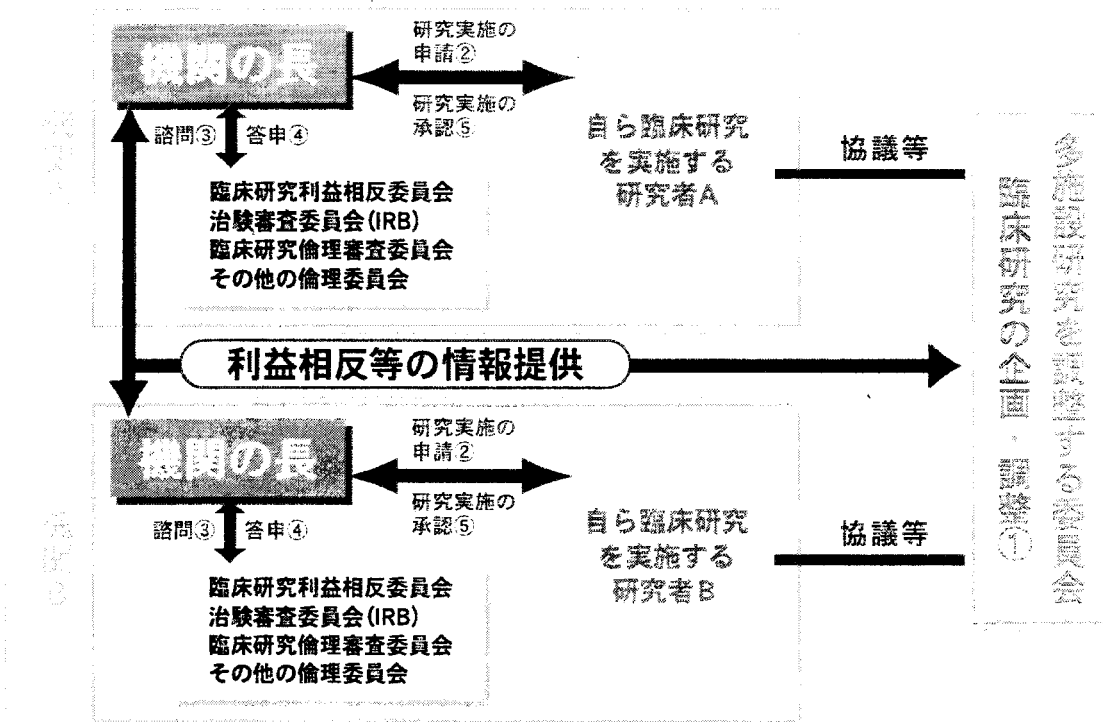 機関の長
研究実施の
申請②
研究実施の
承認⑤
諮問③
答申④
臨床研究利益相反委員会
治験審査委員会(IRB)
臨床研究倫理審査委員会
その他の倫理委員会
自ら臨床研究
を実施する
研究者A
協議等
利益相反等の情報提供
機関の長
研究実施の
申請②
研究実施の
承認⑤
諮問③
答申④
臨床研究利益相反委員会
治験審査委員会(IRB)
臨床研究倫理審査委員会
その他の倫理委員会
自ら臨床研究
を実施する
研究者B
協議等
多施設研究を調整する委員会
臨床研究の企画・調整①